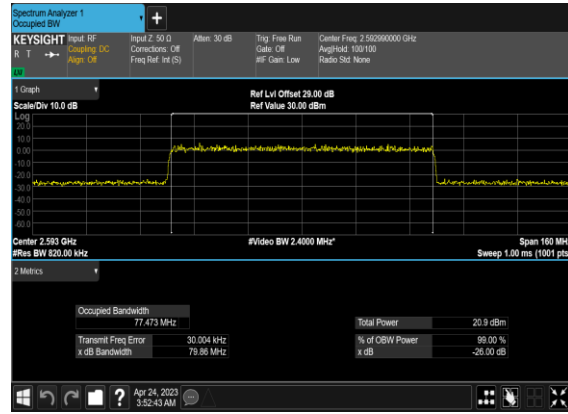 Spectrum Analyzer 1
Occupied BW
+
KEYSIGHT
R T
Input: RF
Coupling: DC
Align: Off
Input Z: 50 Ω
Corrections: Off
Freq Ref: Int (S)
Atten: 30 dB
Trig: Free Run
Gate: Off
#IF Gain: Low
Center Freq: 2.592990000 GHz
Avg|Hold: 100/100
Radio Std: None
1 Graph
Scale/Div 10.0 dB
Ref Lvl Offset 29.00 dB
Ref Value 30.00 dBm
Log
20.0
10.0
0.00
-10.0
-20.0
-30.0
-40.0
-50.0
-60.0
Center 2.593 GHz
#Res BW 820.00 kHz
#Video BW 2.4000 MHz*
Span 160 MH
Sweep 1.00 ms (1001 pts
2 Metrics
Occupied Bandwidth
77.473 MHz
Total Power 20.9 dBm
Transmit Freq Error 30.004 kHz
% of OBW Power 99.00 %
x dB Bandwidth 79.86 MHz
x dB -26.00 dB
?
Apr 24, 2023
3:52:43 AM